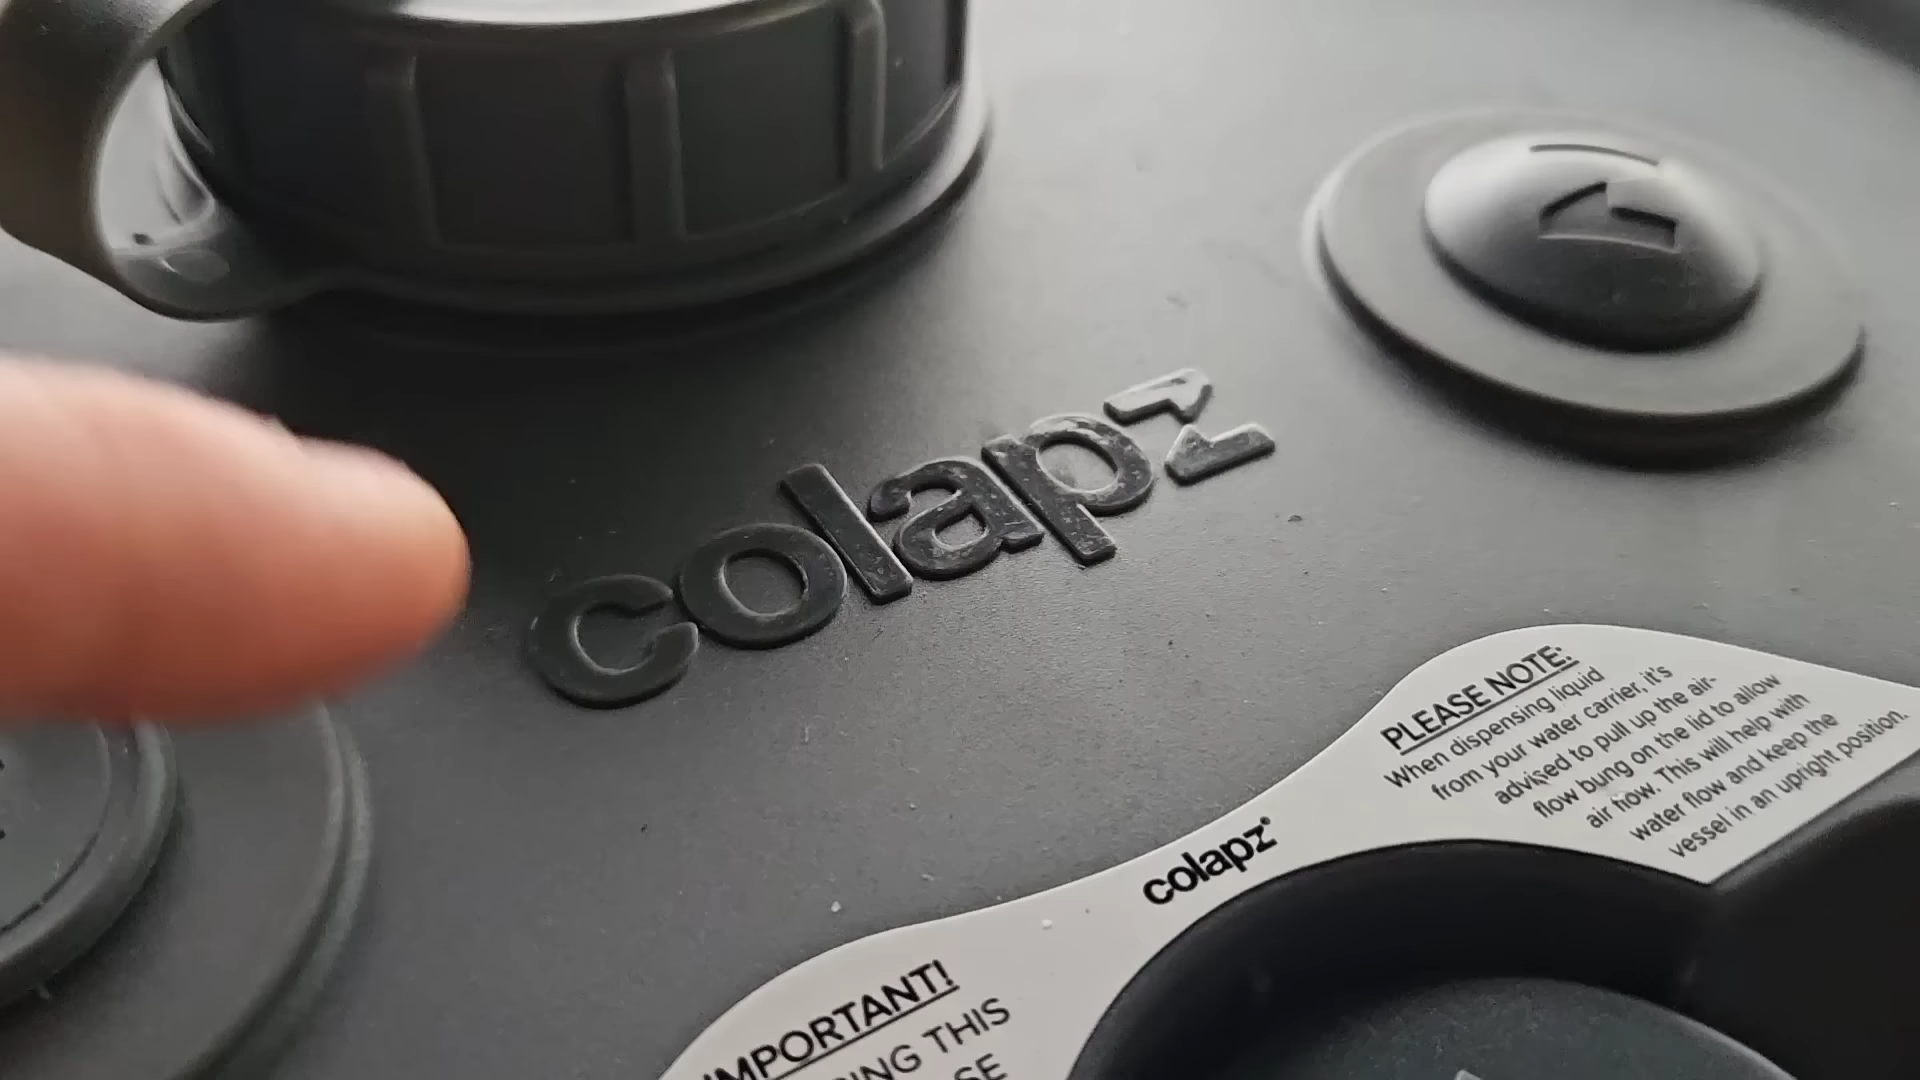 colapz
PLEASE NOTE:
When dispensing liquid
from your water carrier, it's
advised to pull up the air-
flow bung on the lid to allow
air flow. This will help with
water flow and keep the
vessel in an upright position.
colapz®
IMPORTANT!
THIS